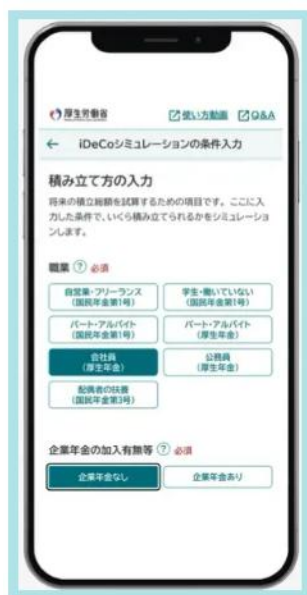 厚生労働省 使い方動画 Q&A
← iDeCoシミュレーションの条件入力
積み立て方の入力
将来の積立総額を試算するための項目です。ここに入
力した条件で、いくら積み立てられるかをシミュレーショ
ンします。
職業 ? 必須
自営業・フリーランス
(国民年金第1号)
学生・働いていない
(国民年金第1号)
パート・アルバイト
(国民年金第1号)
パート・アルバイト
(厚生年金)
会社員
(厚生年金)
公務員
(厚生年金)
配偶者の扶養
(国民年金第3号)
企業年金の加入有無等 ? 必須
企業年金なし
企業年金あり